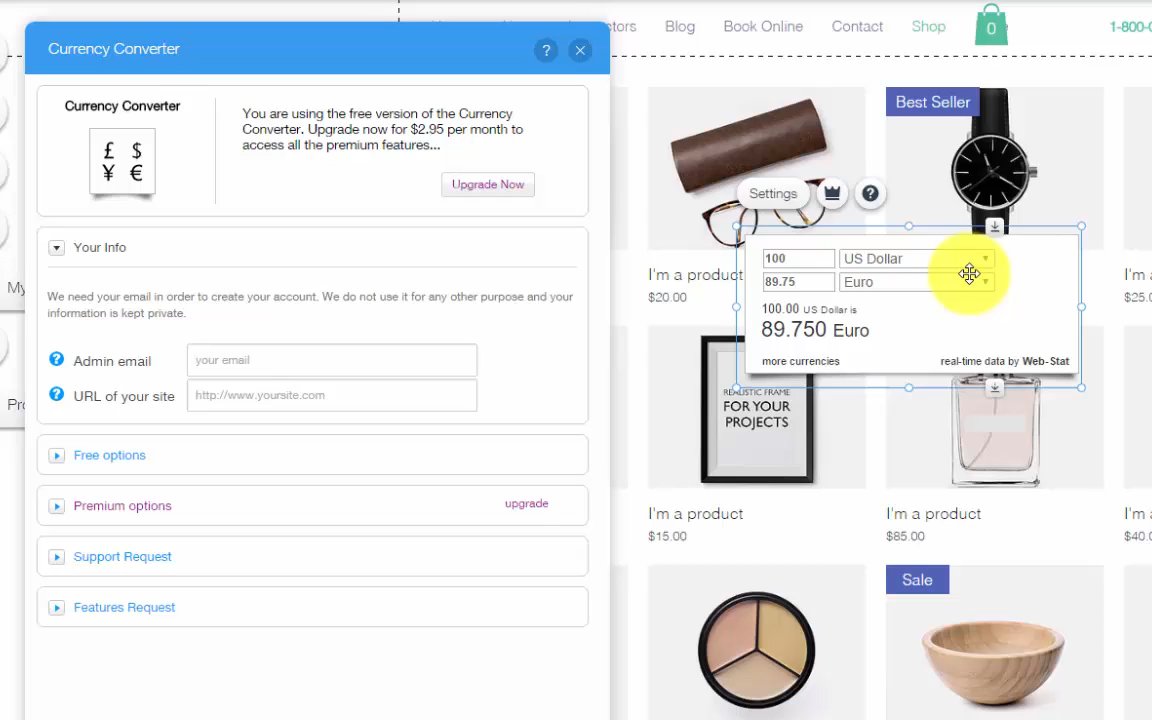 Currency Converter
?
Currency Converter
£ $
¥ €
You are using the free version of the Currency
Converter. Upgrade now for $2.95 per month to
access all the premium features...
Upgrade Now
Your Info
We need your email in order to create your account. We do not use it for any other purpose and your
information is kept private.
? Admin email
your email
? URL of your site
http://www.yoursite.com
Free options
Premium options
upgrade
Support Request
Features Request
My
ctors
Blog
Book Online
Contact
Shop
0
1-800-
Best Seller
Settings
?
100
US Dollar
89.75
Euro
100.00 US Dollar is
89.750 Euro
more currencies
real-time data by Web-Stat
I'm a product
$20.00
I'm a
$25.
REALISTIC FRAME
FOR YOUR
PROJECTS
I'm a product
$15.00
I'm a product
$85.00
I'm a
$40.
Sale